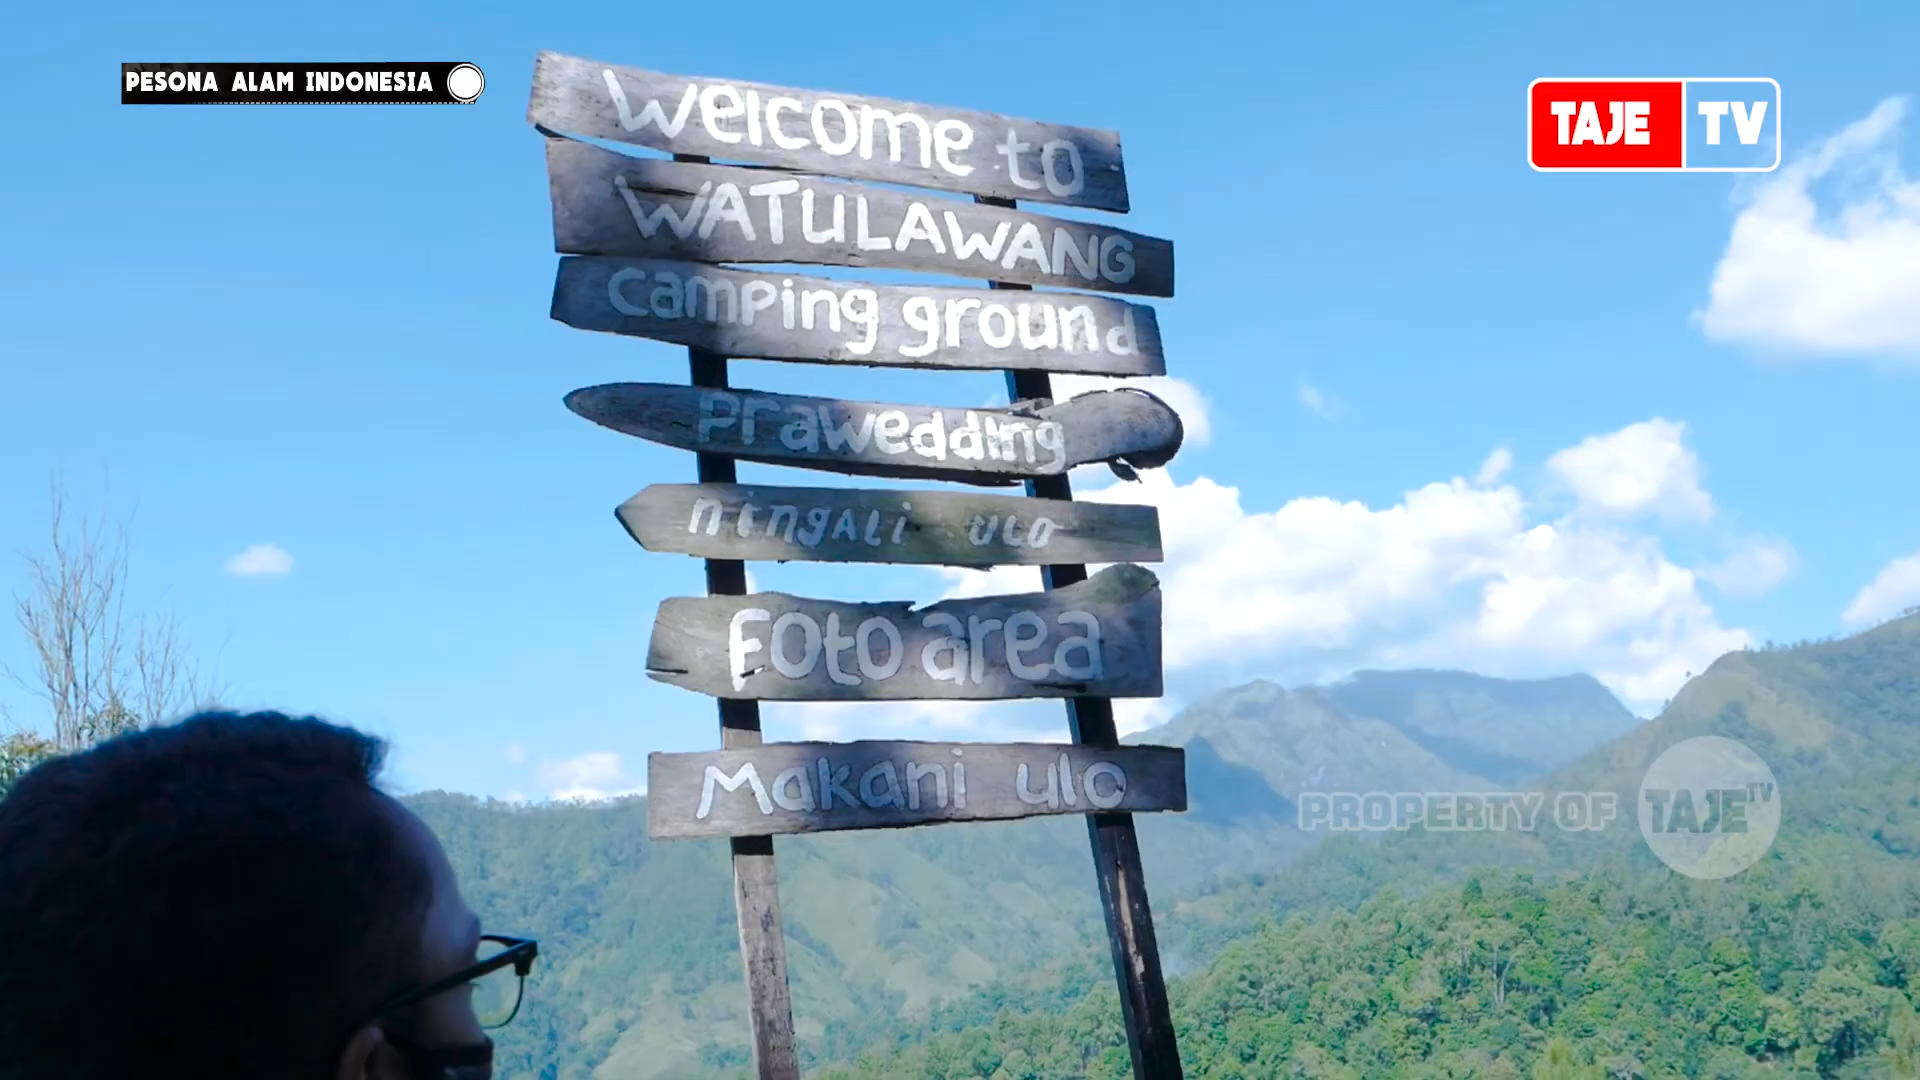 PESONA ALAM INDONESIA
TAJE TV
Welcome to
WATULAWANG
camping ground
prawedding
ningali ulo
Foto area
Makani ulo
PROPERTY OF TAJE TV